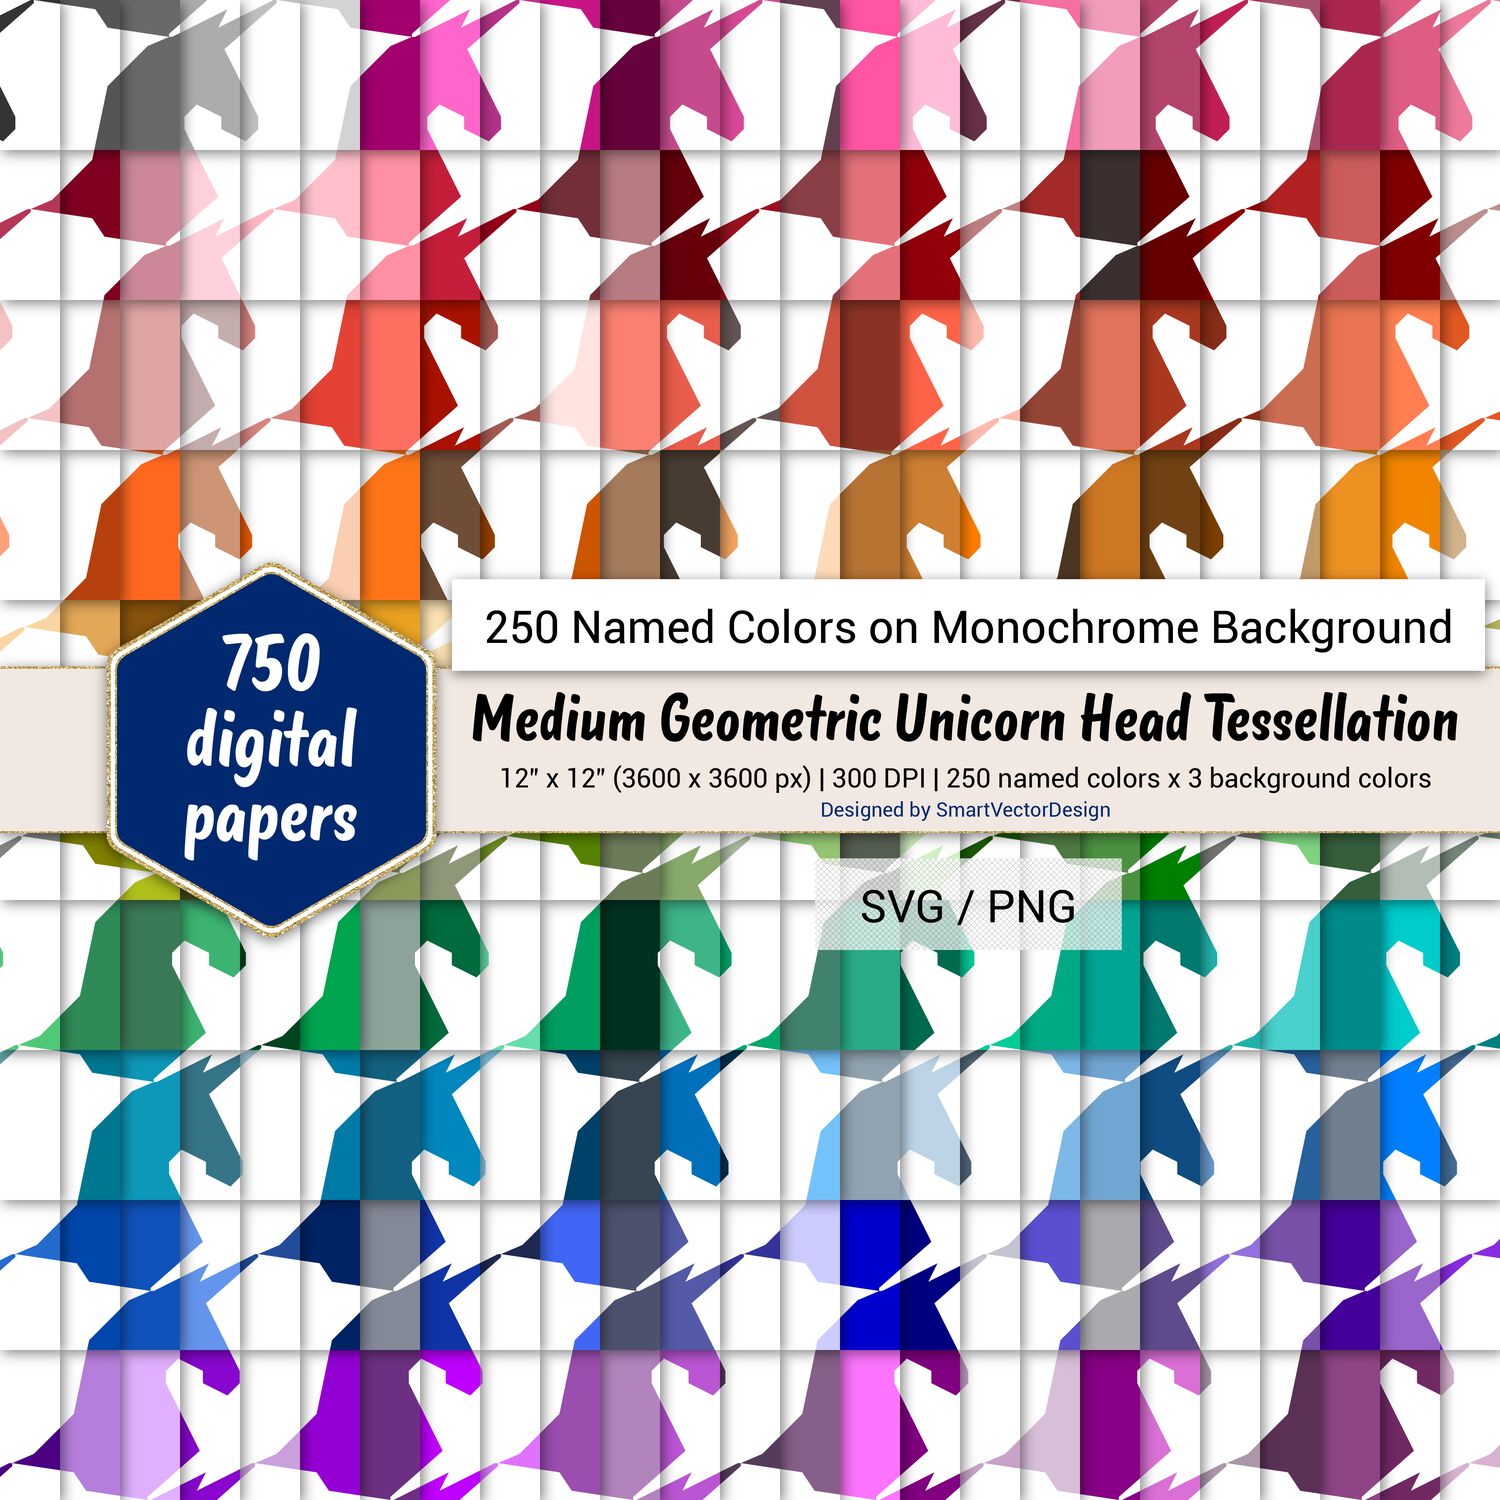 250 Named Colors on Monochrome Background
750
digital
papers
Medium Geometric Unicorn Head Tessellation
12" x 12" (3600 x 3600 px) | 300 DPI | 250 named colors x 3 background colors
Designed by SmartVectorDesign
SVG / PNG